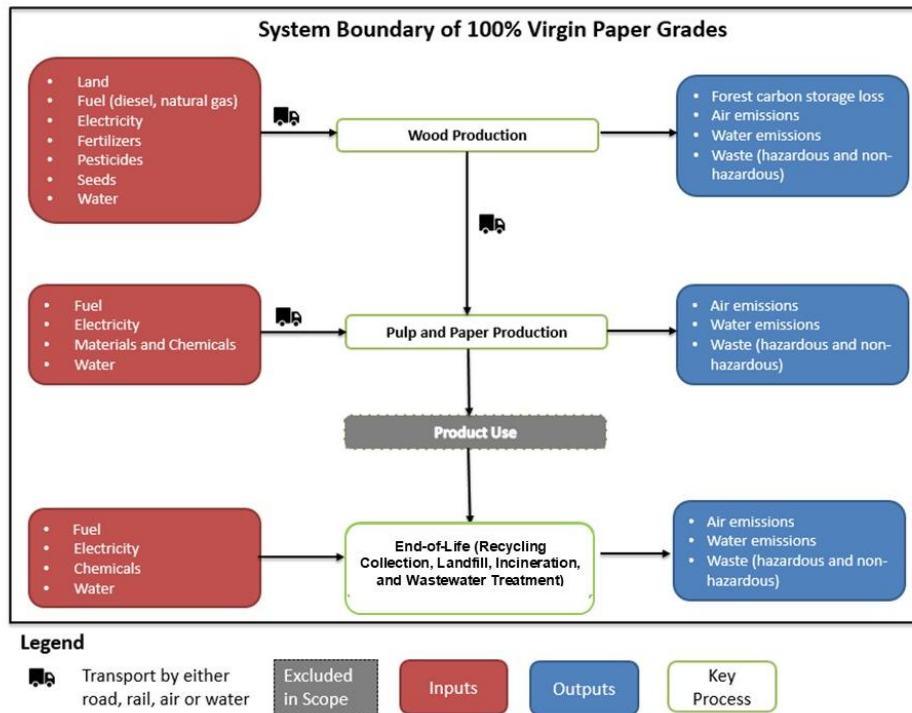 System Boundary of 100% Virgin Paper Grades
• Land
• Fuel (diesel, natural gas)
• Electricity
• Fertilizers
• Pesticides
• Seeds
• Water
Wood Production
• Forest carbon storage loss
• Air emissions
• Water emissions
• Waste (hazardous and non-
hazardous)
• Fuel
• Electricity
• Materials and Chemicals
• Water
Pulp and Paper Production
• Air emissions
• Water emissions
• Waste (hazardous and non-
hazardous)
Product Use
• Fuel
• Electricity
• Chemicals
• Water
End-of-Life (Recycling
Collection, Landfill, Incineration,
and Wastewater Treatment)
• Air emissions
• Water emissions
• Waste (hazardous and non-
hazardous)
Legend
Transport by either
road, rail, air or water
Excluded
in Scope
Inputs
Outputs
Key
Process